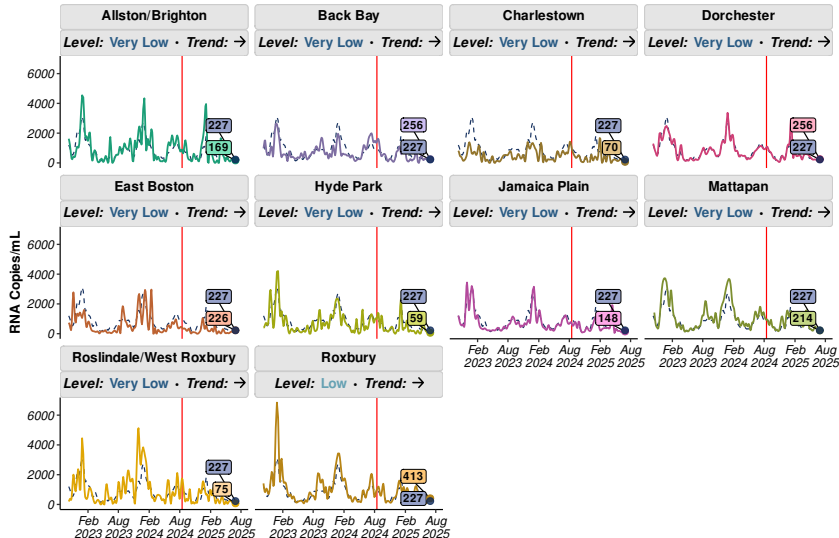 Allston/Brighton
Back Bay
Charlestown
Dorchester
Level: Very Low · Trend: →
Level: Very Low · Trend: →
Level: Very Low · Trend: →
Level: Very Low · Trend: →
6000
4000
2000
0
227
169
256
227
227
70
256
227
East Boston
Hyde Park
Jamaica Plain
Mattapan
Level: Very Low · Trend: →
Level: Very Low · Trend: →
Level: Very Low · Trend: →
Level: Very Low · Trend: →
RNA Copies/mL
6000
4000
2000
0
227
226
227
59
227
148
227
214
Feb 2023
Aug 2023
Feb 2024
Aug 2024
Feb 2025
Aug 2025
Feb 2023
Aug 2023
Feb 2024
Aug 2024
Feb 2025
Aug 2025
Roslindale/West Roxbury
Roxbury
Level: Very Low · Trend: →
Level: Low · Trend: →
6000
4000
2000
0
227
75
413
227
Feb 2023
Aug 2023
Feb 2024
Aug 2024
Feb 2025
Aug 2025
Feb 2023
Aug 2023
Feb 2024
Aug 2024
Feb 2025
Aug 2025